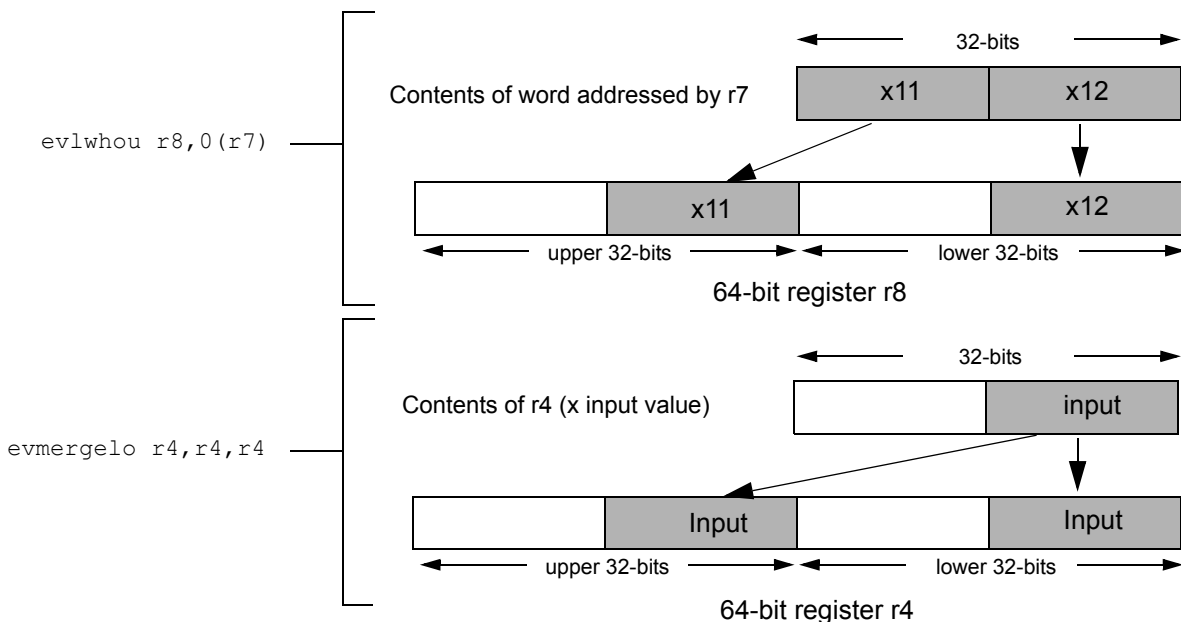 32-bits
Contents of word addressed by r7
x11 x12
evlwhou r8,0(r7)
x11 x12
upper 32-bits lower 32-bits
64-bit register r8
32-bits
Contents of r4 (x input value)
input
evmergelo r4,r4,r4
Input Input
upper 32-bits lower 32-bits
64-bit register r4